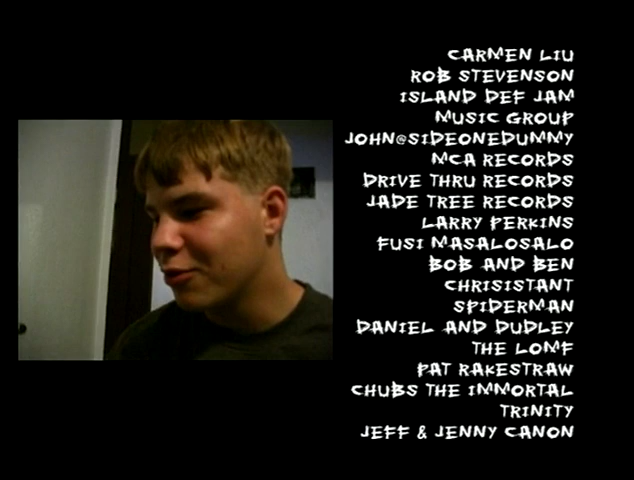 CARMEN LIU
ROB STEVENSON
ISLAND DEF JAM
MUSIC GROUP
JOHN@SIDEONEDUMMY
MCA RECORDS
DRIVE THRU RECORDS
JADE TREE RECORDS
LARRY PERKINS
FUSI MASALOSALO
BOB AND BEN
CHRISISTANT
SPIDERMAN
DANIEL AND DUDLEY
THE LOMF
PAT RAKESTRAW
CHUBS THE IMMORTAL
TRINITY
JEFF & JENNY CANON